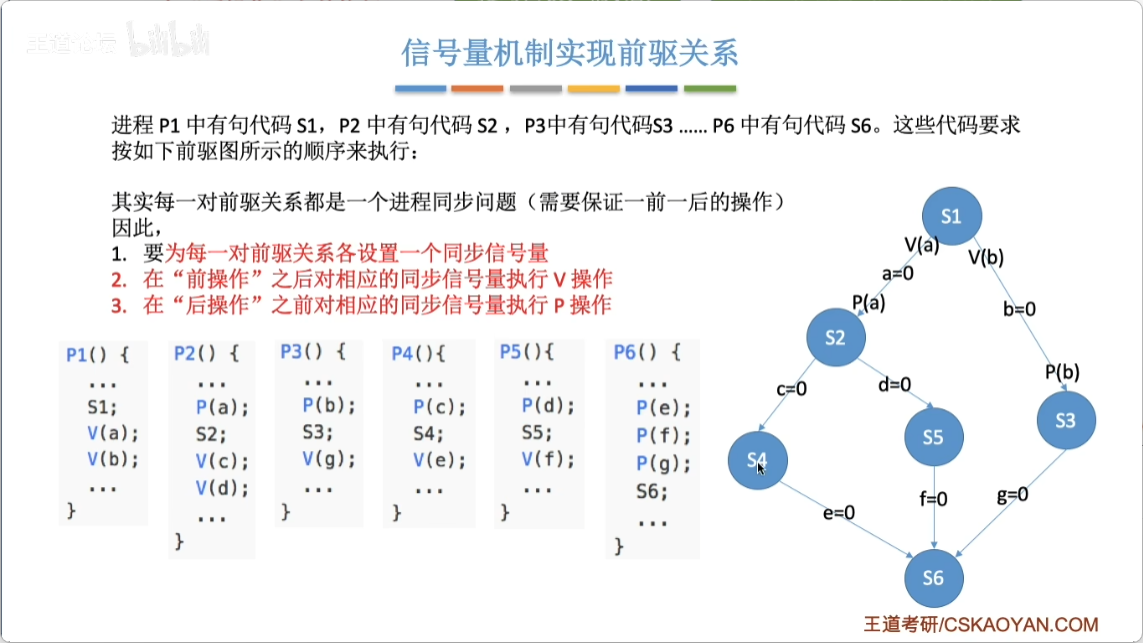 王道论坛 bilibili
信号量机制实现前驱关系
进程 P1 中有句代码 S1，P2 中有句代码 S2 ，P3中有句代码S3 …… P6 中有句代码 S6。这些代码要求
按如下前驱图所示的顺序来执行：
其实每一对前驱关系都是一个进程同步问题（需要保证一前一后的操作）
因此，
1. 要为每一对前驱关系各设置一个同步信号量
2. 在“前操作”之后对相应的同步信号量执行 V 操作
3. 在“后操作”之前对相应的同步信号量执行 P 操作
P1() {
...
S1;
V(a);
V(b);
...
}
P2() {
...
P(a);
S2;
V(c);
V(d);
...
}
P3() {
...
P(b);
S3;
V(g);
...
}
P4(){
...
P(c);
S4;
V(e);
...
}
P5(){
...
P(d);
S5;
V(f);
...
}
P6() {
...
P(e);
P(f);
P(g);
S6;
...
}
S1
V(a)
V(b)
a=0
P(a)
b=0
S2
P(b)
c=0
d=0
S3
S5
S4
f=0
g=0
e=0
S6
王道考研/CSKAOYAN.COM